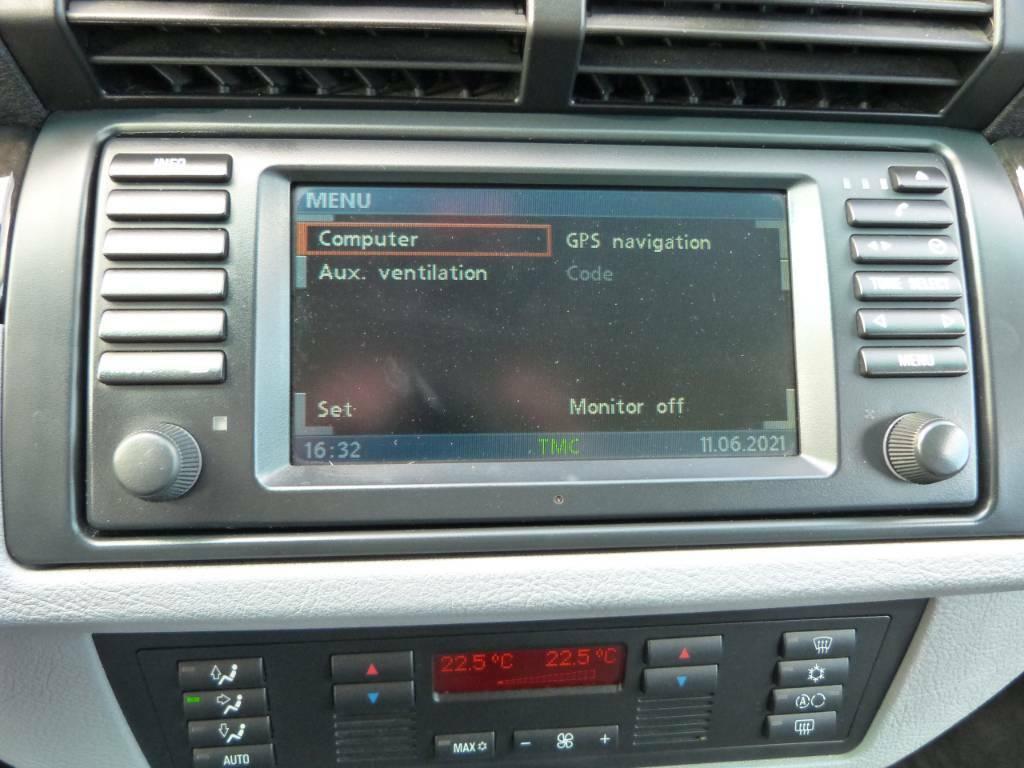 INFO
MENU
Computer GPS navigation
Aux. ventilation Code
Set Monitor off
16:32 TMC 11.06.2021
TONE SELECT
MENU
22.5 °C 22.5 °C
AUTO
MAX
− +
A